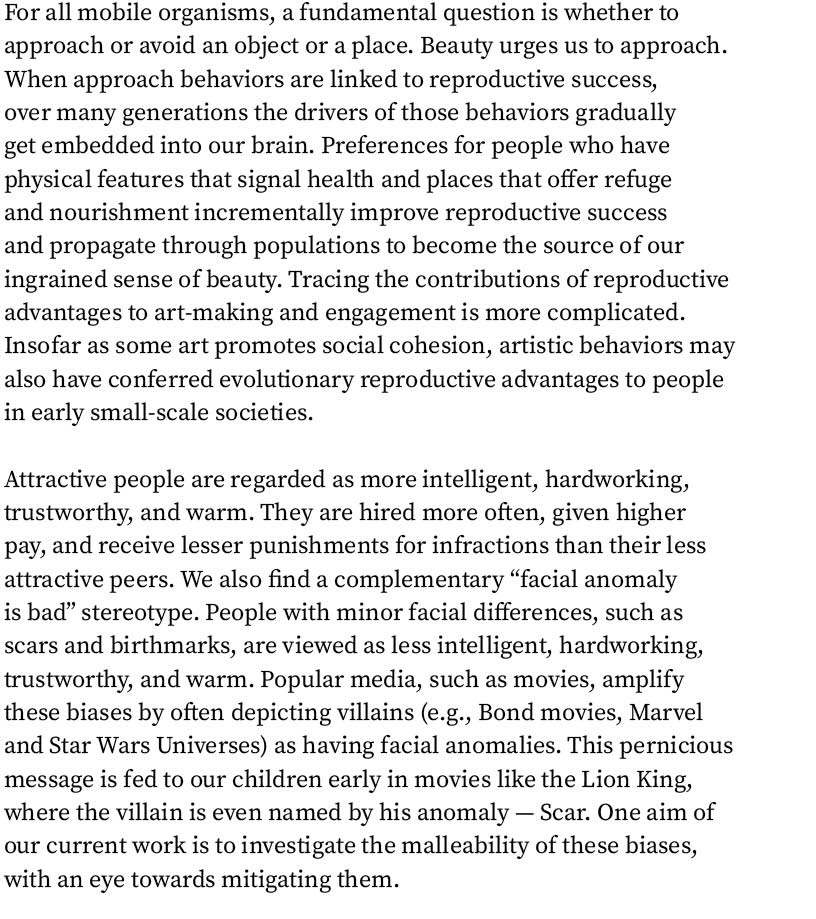 For all mobile organisms, a fundamental question is whether to
approach or avoid an object or a place. Beauty urges us to approach.
When approach behaviors are linked to reproductive success,
over many generations the drivers of those behaviors gradually
get embedded into our brain. Preferences for people who have
physical features that signal health and places that offer refuge
and nourishment incrementally improve reproductive success
and propagate through populations to become the source of our
ingrained sense of beauty. Tracing the contributions of reproductive
advantages to art-making and engagement is more complicated.
Insofar as some art promotes social cohesion, artistic behaviors may
also have conferred evolutionary reproductive advantages to people
in early small-scale societies.

Attractive people are regarded as more intelligent, hardworking,
trustworthy, and warm. They are hired more often, given higher
pay, and receive lesser punishments for infractions than their less
attractive peers. We also find a complementary “facial anomaly
is bad” stereotype. People with minor facial differences, such as
scars and birthmarks, are viewed as less intelligent, hardworking,
trustworthy, and warm. Popular media, such as movies, amplify
these biases by often depicting villains (e.g., Bond movies, Marvel
and Star Wars Universes) as having facial anomalies. This pernicious
message is fed to our children early in movies like the Lion King,
where the villain is even named by his anomaly — Scar. One aim of
our current work is to investigate the malleability of these biases,
with an eye towards mitigating them.